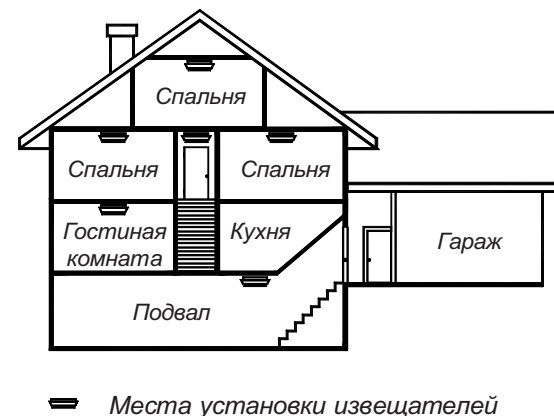 Спальня
Спальня
Спальня
Гостиная
комната
Кухня
Гараж
Подвал
Места установки извещателей